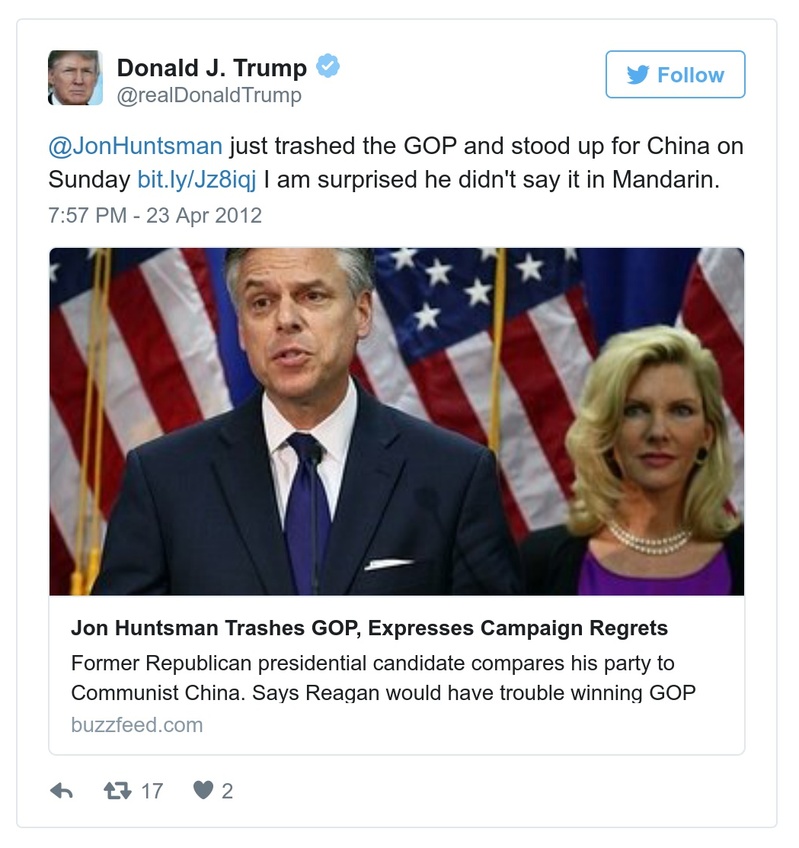 Donald J. Trump
@realDonaldTrump
Follow
@JonHuntsman just trashed the GOP and stood up for China on
Sunday bit.ly/Jz8iqj I am surprised he didn't say it in Mandarin.
7:57 PM - 23 Apr 2012
Jon Huntsman Trashes GOP, Expresses Campaign Regrets
Former Republican presidential candidate compares his party to
Communist China. Says Reagan would have trouble winning GOP
buzzfeed.com
17
2